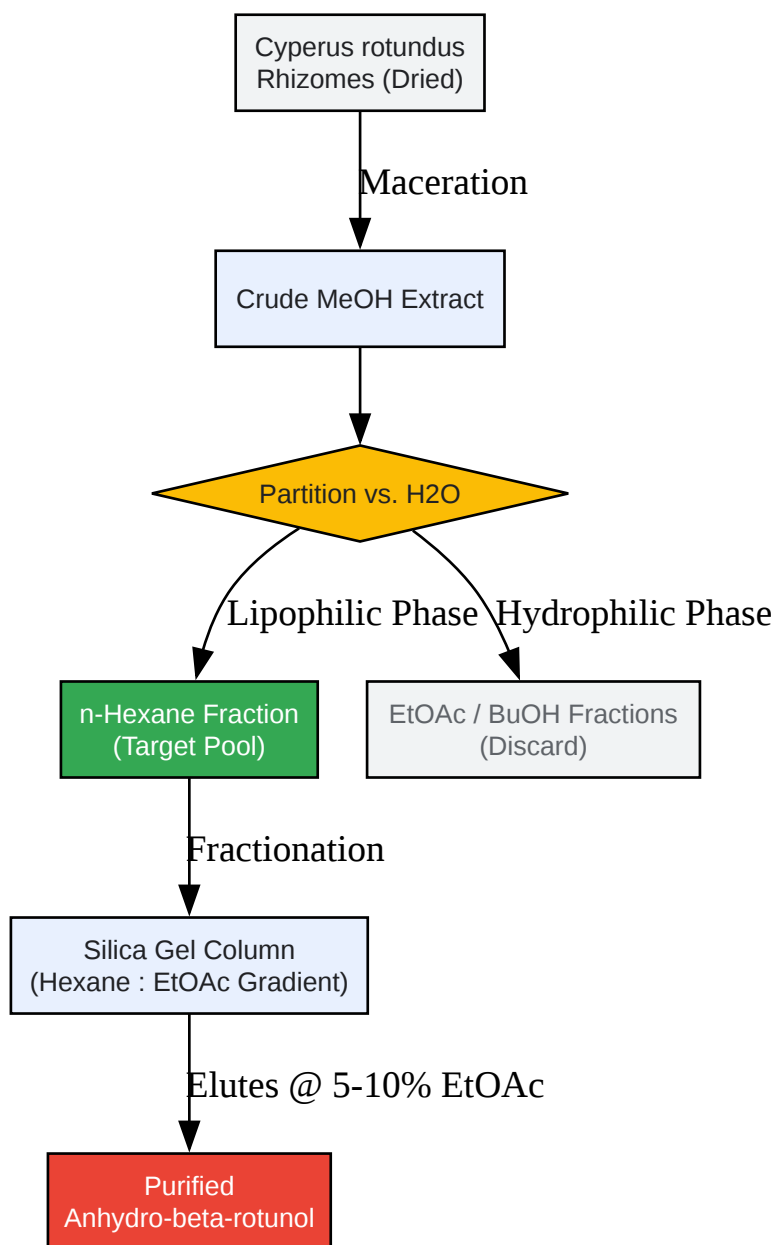 Cyperus rotundus
Rhizomes (Dried)
Maceration
Crude MeOH Extract
Partition vs. H2O
Lipophilic Phase
Hydrophilic Phase
n-Hexane Fraction
(Target Pool)
EtOAc / BuOH Fractions
(Discard)
Fractionation
Silica Gel Column
(Hexane : EtOAc Gradient)
Elutes @ 5-10% EtOAc
Purified
Anhydro-beta-rotunol